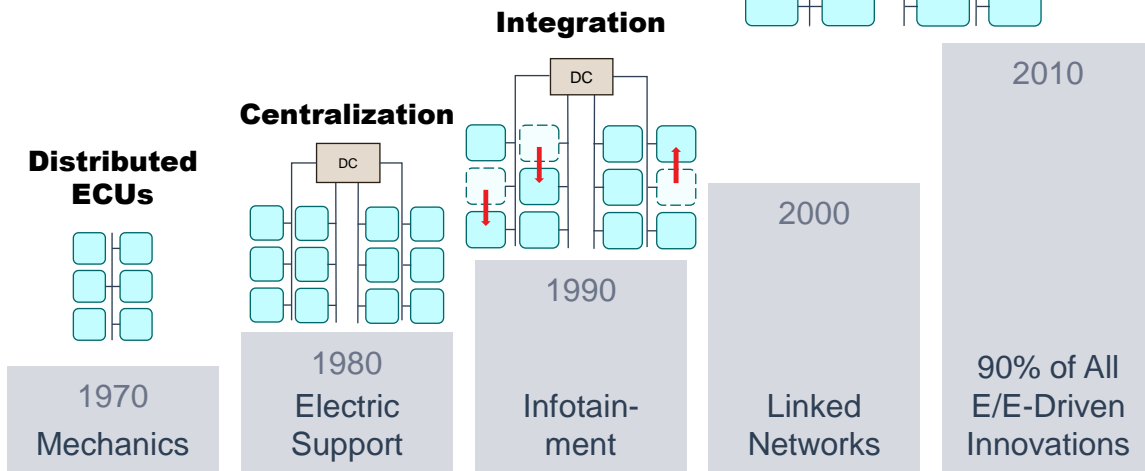 Distributed
ECUs
1970
Mechanics
Centralization
DC
1980
Electric
Support
Integration
DC
1990
Infotain-
ment
2000
Linked
Networks
2010
90% of All
E/E-Driven
Innovations